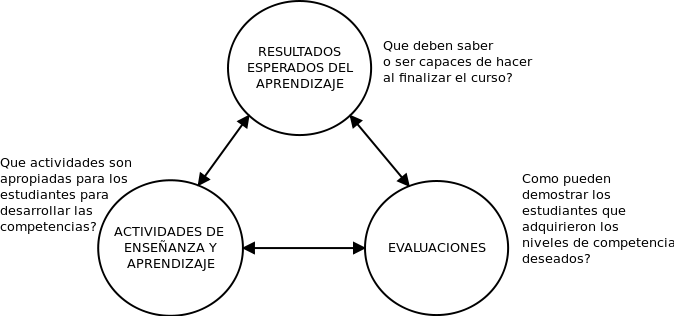 RESULTADOS
ESPERADOS DEL
APRENDIZAJE
Que deben saber
o ser capaces de hacer
al finalizar el curso?
Que actividades son
apropiadas para los
estudiantes para
desarrollar las
competencias?
ACTIVIDADES DE
ENSEÑANZA Y
APRENDIZAJE
EVALUACIONES
Como pueden
demostrar los
estudiantes que
adquirieron los
niveles de competencia
deseados?